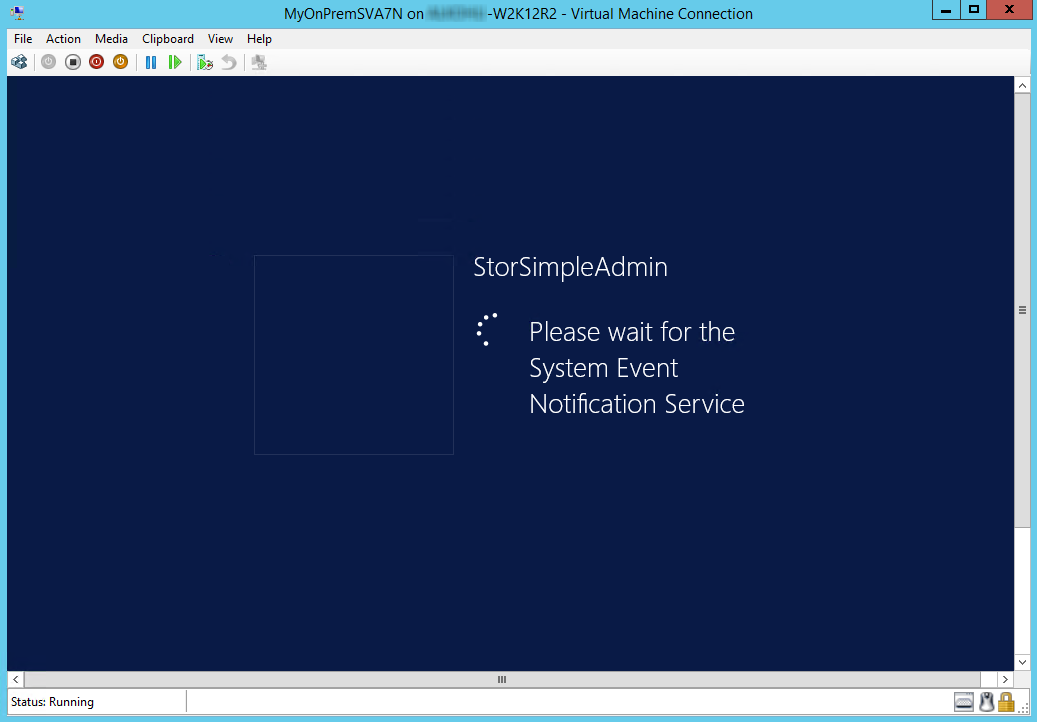 MyOnPremSVA7N on -W2K12R2 - Virtual Machine Connection
File Action Media Clipboard View Help
StorSimpleAdmin
Please wait for the
System Event
Notification Service
Status: Running